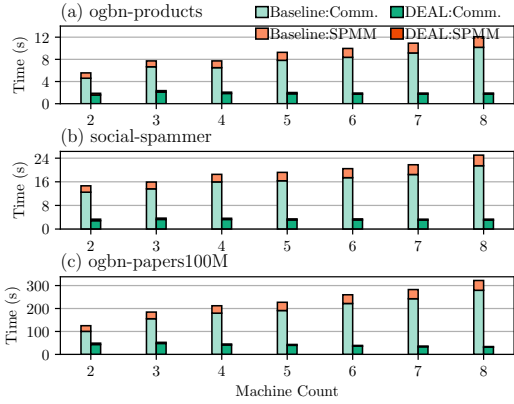 (a) ogbn-products
Baseline:Comm. DEAL:Comm.
Baseline:SPMM DEAL:SPMM
Time (s)
12
8
4
0
2 3 4 5 6 7 8
(b) social-spammer
Time (s)
24
16
8
0
2 3 4 5 6 7 8
(c) ogbn-papers100M
Time (s)
300
200
100
0
2 3 4 5 6 7 8
Machine Count